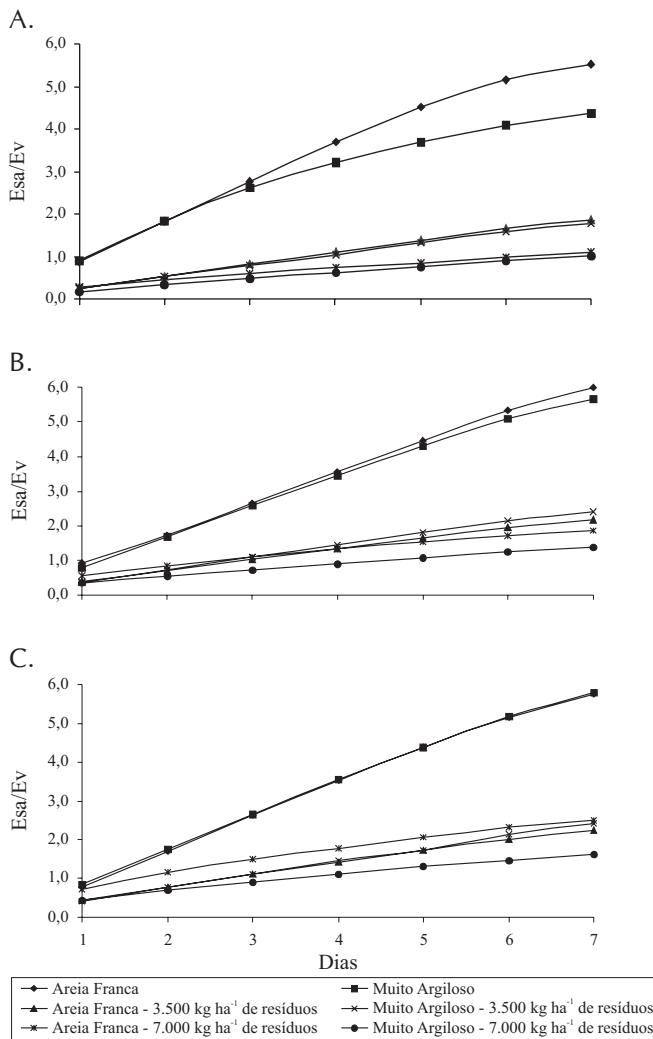 A.
6,0
5,0
4,0
3,0
2,0
1,0
0,0
Esa/Ev
B.
6,0
5,0
4,0
3,0
2,0
1,0
0,0
Esa/Ev
C.
6,0
5,0
4,0
3,0
2,0
1,0
0,0
Esa/Ev
1 2 3 4 5 6 7
Dias
Areia Franca Muito Argiloso
Areia Franca - 3.500 kg ha⁻¹ de resíduos Muito Argiloso - 3.500 kg ha⁻¹ de resíduos
Areia Franca - 7.000 kg ha⁻¹ de resíduos Muito Argiloso - 7.000 kg ha⁻¹ de resíduos